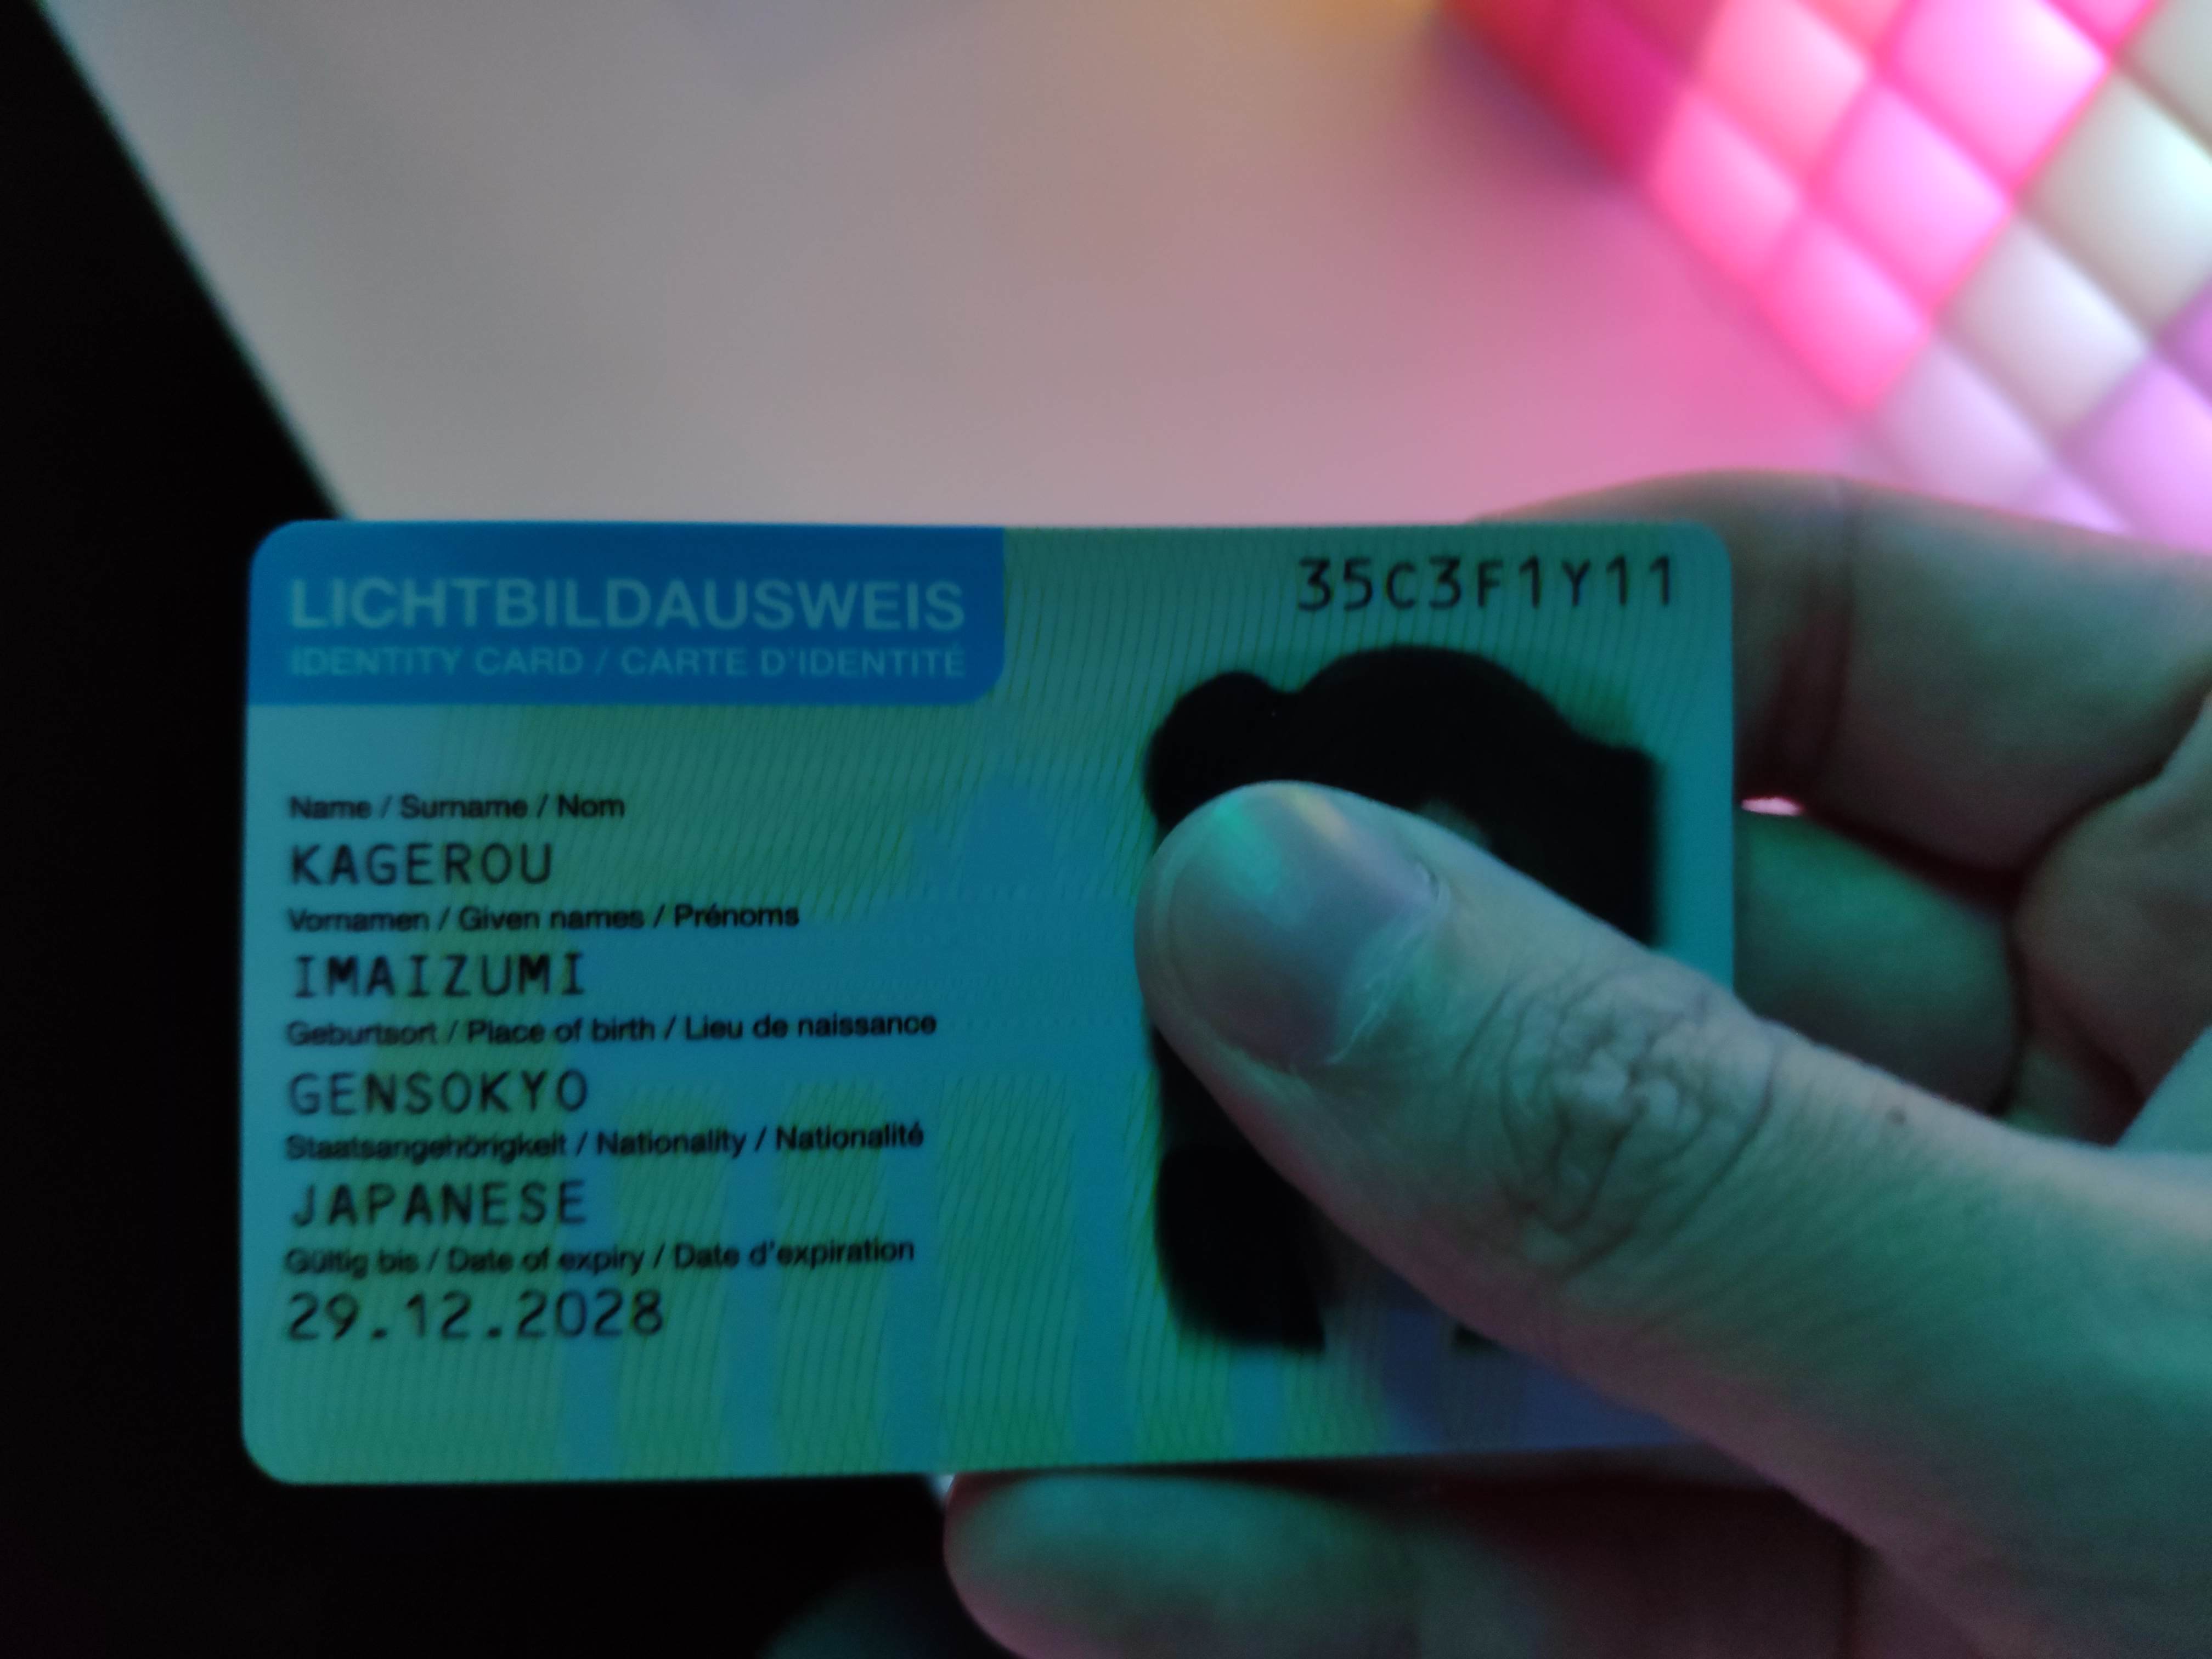 LICHTBILDAUSWEIS
IDENTITY CARD / CARTE D'IDENTITÉ
35C3F1Y11
Name / Surname / Nom
KAGEROU
Vornamen / Given names / Prénoms
IMAIZUMI
Geburtsort / Place of birth / Lieu de naissance
GENSOKYO
Staatsangehörigkeit / Nationality / Nationalité
JAPANESE
Gültig bis / Date of expiry / Date d'expiration
29.12.2028